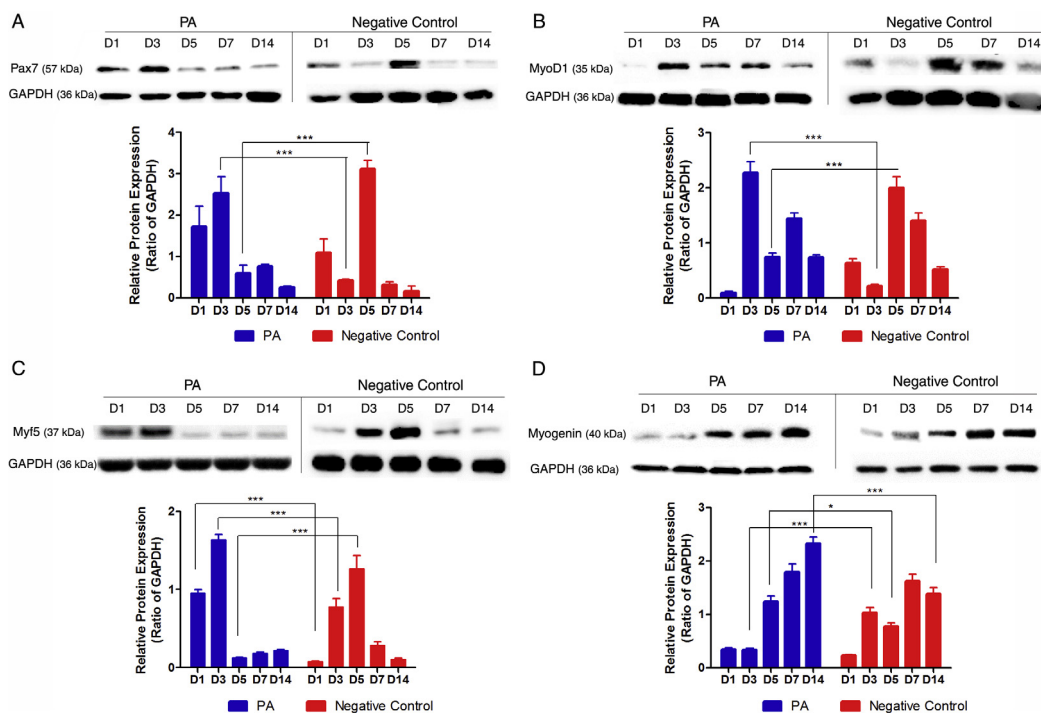 A
PA Negative Control
D1 D3 D5 D7 D14 D1 D3 D5 D7 D14
Pax7 (57 kDa)
GAPDH (36 kDa)
Relative Protein Expression
(Ratio of GAPDH)
4
3
2
1
0
***
***
D1 D3 D5 D7 D14 D1 D3 D5 D7 D14
PA Negative Control
B
PA Negative Control
D1 D3 D5 D7 D14 D1 D3 D5 D7 D14
MyoD1 (35 kDa)
GAPDH (36 kDa)
Relative Protein Expression
(Ratio of GAPDH)
3
2
1
0
***
***
D1 D3 D5 D7 D14 D1 D3 D5 D7 D14
PA Negative Control
C
PA Negative Control
D1 D3 D5 D7 D14 D1 D3 D5 D7 D14
Myf5 (37 kDa)
GAPDH (36 kDa)
Relative Protein Expression
(Ratio of GAPDH)
2
1
0
***
***
***
D1 D3 D5 D7 D14 D1 D3 D5 D7 D14
PA Negative Control
D
PA Negative Control
D1 D3 D5 D7 D14 D1 D3 D5 D7 D14
Myogenin (40 kDa)
GAPDH (36 kDa)
Relative Protein Expression
(Ratio of GAPDH)
3
2
1
0
***
*
***
D1 D3 D5 D7 D14 D1 D3 D5 D7 D14
PA Negative Control